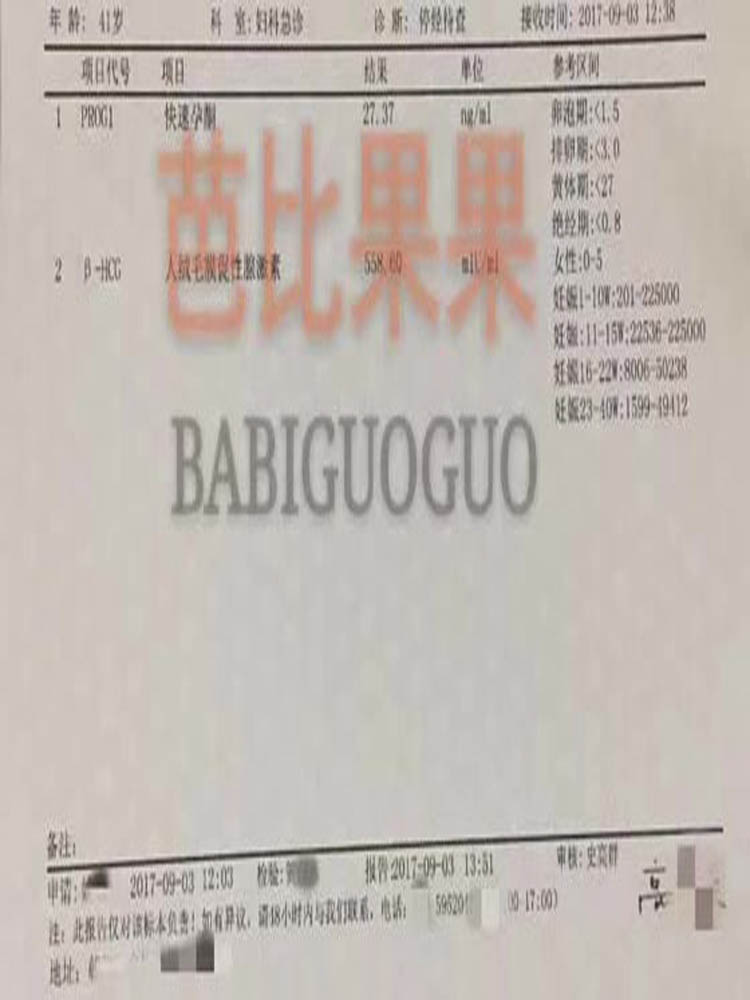 年 龄: 41岁 科 室:妇科急诊 诊 断: 停经待查 接收时间: 2017-09-03 12:38
项目代号 项目 结果 单位 参考区间
1 PROG1 快速孕酮 27.37 ng/ml 卵泡期:<1.5
排卵期:<3.0
黄体期:<27
绝经期:<0.8
2 β-HCG 人绒毛膜促性腺激素 558.60 mIU/ml 女性:0-5
妊娠1-10W:201-225000
妊娠:11-15W:22536-225000
妊娠16-22W:8006-50238
妊娠23-40W:1599-49412
芭比果果
BABIGUOGUO
备注:
申请: 2017-09-03 12:03 检验: 报告2017-09-03 13:51 审核:
注: 此报告仅对该标本负责!如有异议, 请48小时内与我们联系, 电话: 59520 00-17:00)
地址: